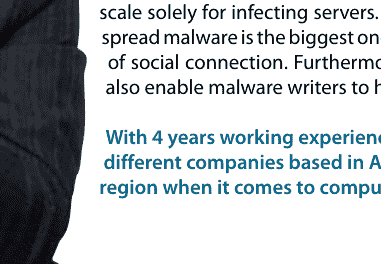 scale solely for infecting servers.
spread malware is the biggest on
of social connection. Furthermo
also enable malware writers to h
With 4 years working experienc
different companies based in A
region when it comes to compu